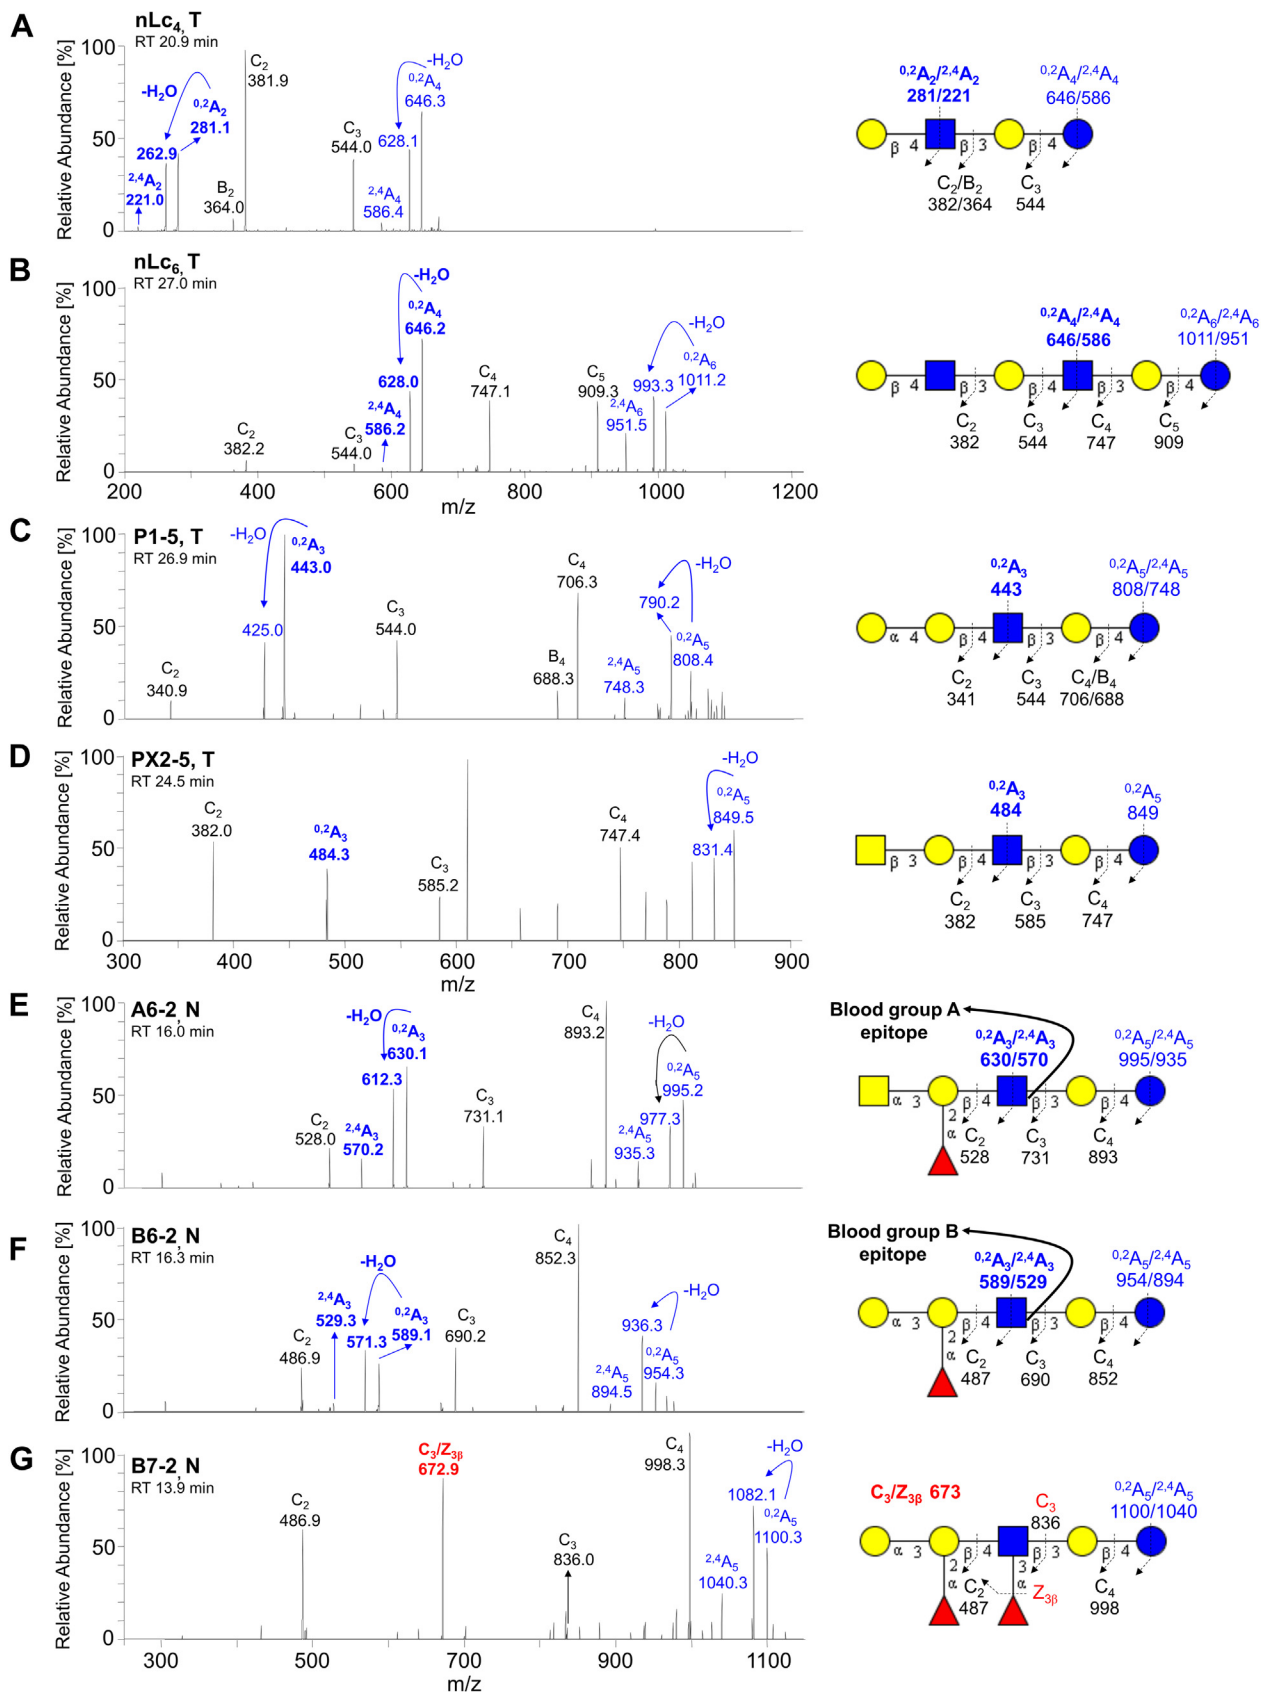 A
nLc4, T
RT 20.9 min
Relative Abundance [%]
100
50
0
-H2O
0,2A2
281.1
262.9
2,4A2
221.0
B2
364.0
C2
381.9
C3
544.0
-H2O
0,2A4
646.3
628.1
2,4A4
586.4
0,2A2/2,4A2
281/221
0,2A4/2,4A4
646/586
β 4 β 3 β 4
C2/B2
382/364
C3
544
B
nLc6, T
RT 27.0 min
Relative Abundance [%]
100
50
0
C2
382.2
C3
544.0
-H2O
0,2A4
646.2
628.0
2,4A4
586.2
C4
747.1
C5
909.3
2,4A6
951.5
-H2O
993.3
0,2A6
1011.2
200 400 600 800 1000 1200
m/z
0,2A4/2,4A4
646/586
0,2A6/2,4A6
1011/951
β 4 β 3 β 4 β 3 β 4
C2 C3 C4 C5
382 544 747 909
C
P1-5, T
RT 26.9 min
Relative Abundance [%]
100
50
0
C2
340.9
-H2O
0,2A3
443.0
425.0
C3
544.0
C4
706.3
B4
688.3
2,4A5
748.3
-H2O
790.2
0,2A5
808.4
0,2A3
443
0,2A5/2,4A5
808/748
α 4 β 4 β 3 β 4
C2 C3 C4/B4
341 544 706/688
D
PX2-5, T
RT 24.5 min
Relative Abundance [%]
100
50
0
C2
382.0
0,2A3
484.3
C3
585.2
C4
747.4
-H2O
0,2A5
849.5
831.4
300 400 500 600 700 800 900
m/z
0,2A3
484
0,2A5
849
β 3 β 4 β 3 β 4
C2 C3 C4
382 585 747
E
A6-2, N
RT 16.0 min
Relative Abundance [%]
100
50
0
C2
528.0
2,4A3
570.2
-H2O
0,2A3
630.1
612.3
C3
731.1
C4
893.2
-H2O
0,2A5
995.2
977.3
2,4A5
935.3
Blood group A
epitope
0,2A3/2,4A3
630/570
0,2A5/2,4A5
995/935
α 3 β 4 β 3 β 4
2
α
C2 C3 C4
528 731 893
F
B6-2, N
RT 16.3 min
Relative Abundance [%]
100
50
0
C2
486.9
2,4A3
529.3
-H2O
571.3
0,2A3
589.1
C3
690.2
C4
852.3
-H2O
936.3
0,2A5
954.3
2,4A5
894.5
Blood group B
epitope
0,2A3/2,4A3
589/529
0,2A5/2,4A5
954/894
α 3 β 4 β 3 β 4
2
α
C2 C3 C4
487 690 852
G
B7-2, N
RT 13.9 min
Relative Abundance [%]
100
50
0
C2
486.9
C3/Z3β
672.9
C3
836.0
C4
998.3
-H2O
1082.1
0,2A5
1100.3
2,4A5
1040.3
300 500 700 900 1100
m/z
C3/Z3β 673
C3
836
0,2A5/2,4A5
1100/1040
α 3 β 4 β 3 β 4
2 3
α α
C2 Z3β C4
487 998